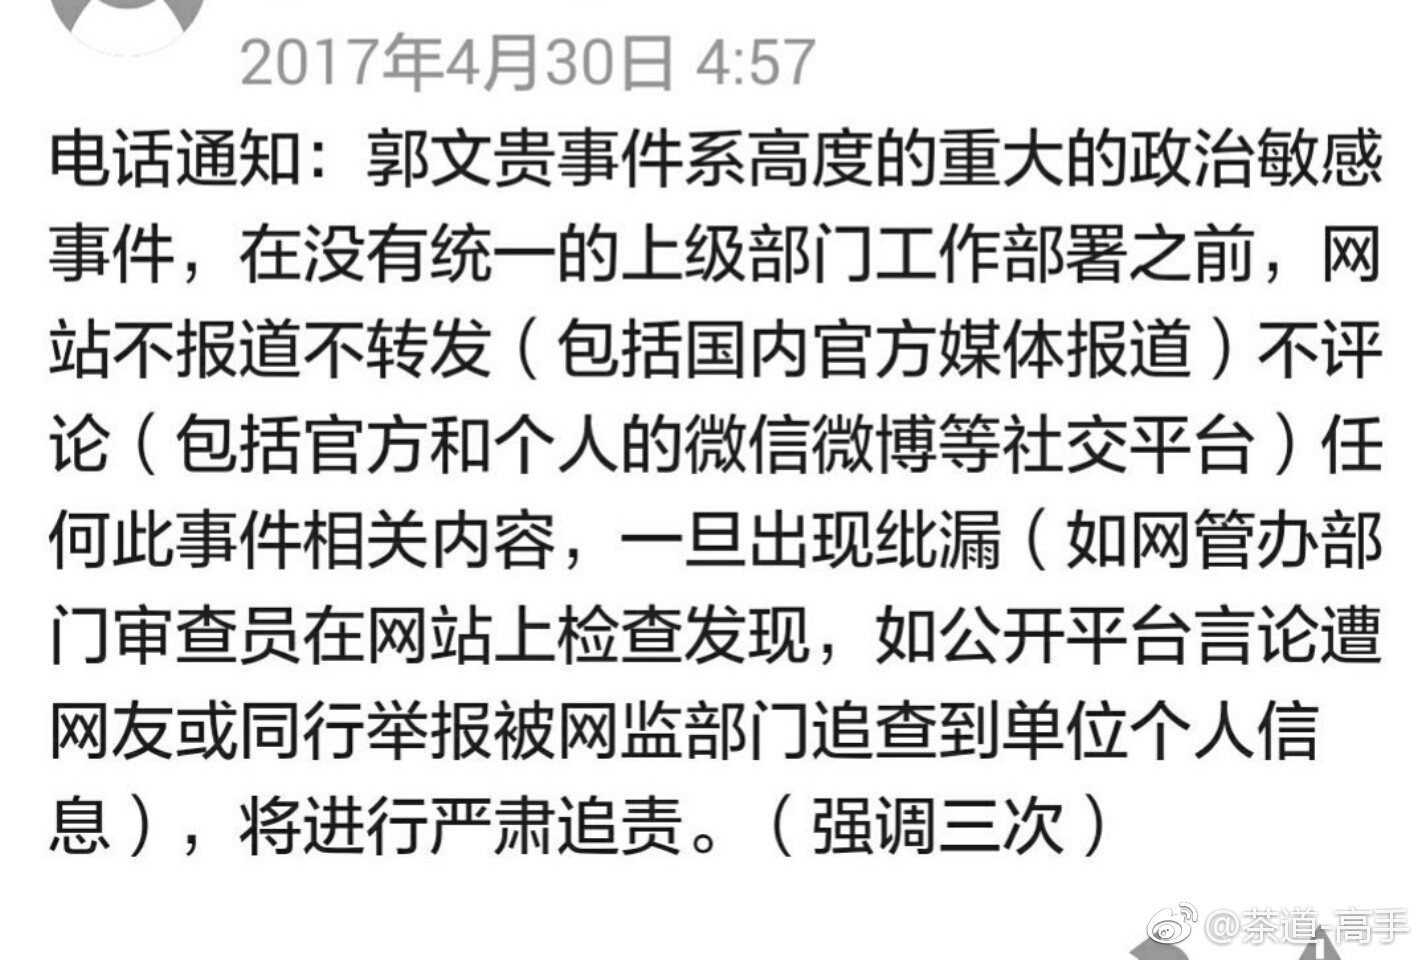 2017年4月30日 4:57
电话通知：郭文贵事件系高度的重大的政治敏感
事件，在没有统一的上级部门工作部署之前，网
站不报道不转发（包括国内官方媒体报道）不评
论（包括官方和个人的微信微博等社交平台）任
何此事件相关内容，一旦出现纰漏（如网管办部
门审查员在网站上检查发现，如公开平台言论遭
网友或同行举报被网监部门追查到单位个人信
息），将进行严肃追责。（强调三次）
@茶道-高手